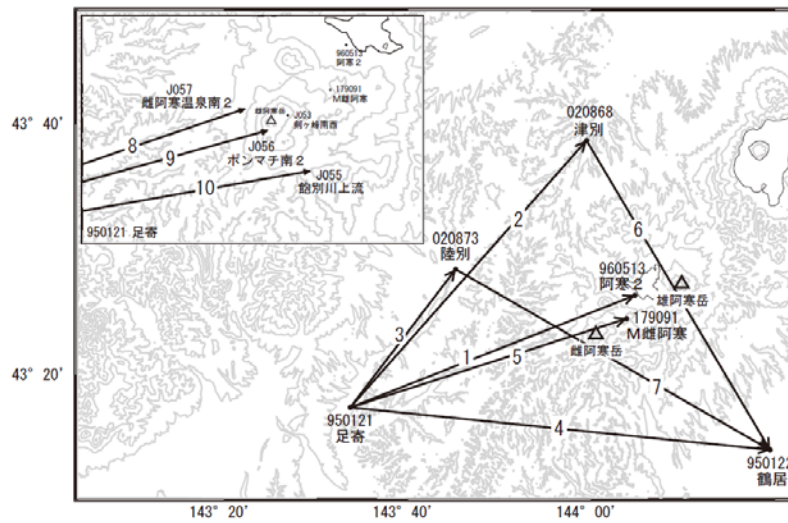 960513
阿寒2
J057
雌阿寒温泉南2
179091
M雌阿寒
雌阿寒岳
J053
剣ヶ峰南西
8
9
J056
ポンマチ南2
10
J055
飽別川上流
950121 足寄
43° 40'
43° 20'
020868
津別
2
6
020873
陸別
960513
阿寒2
雄阿寒岳
179091
M雌阿寒
雌阿寒岳
3
1
5
7
4
950121
足寄
950122
鶴居
143° 20'
143° 40'
144° 00'